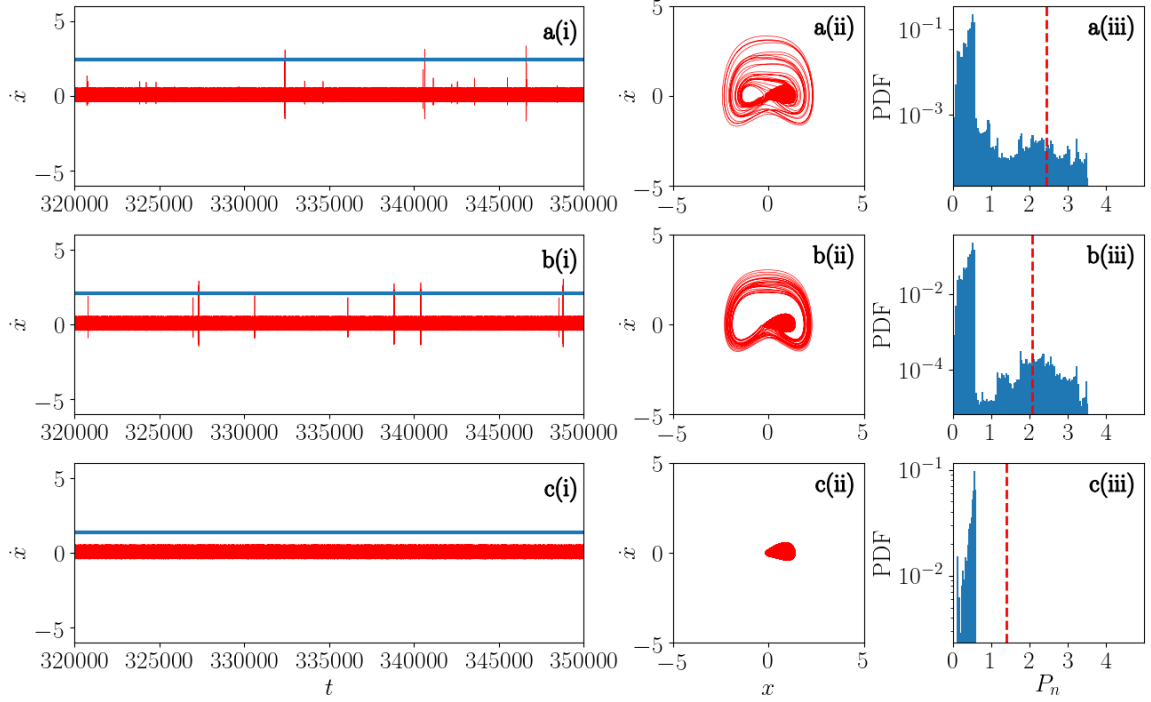 5
0
−5
ẋ
a(i)
320000 325000 330000 335000 340000 345000 350000
5
0
−5
ẋ
a(ii)
−5 0 5
10⁻¹
10⁻³
PDF
a(iii)
0 1 2 3 4
5
0
−5
ẋ
b(i)
320000 325000 330000 335000 340000 345000 350000
5
0
−5
ẋ
b(ii)
−5 0 5
10⁻²
10⁻⁴
PDF
b(iii)
0 1 2 3 4
5
0
−5
ẋ
c(i)
320000 325000 330000 335000 340000 345000 350000
t
5
0
−5
ẋ
c(ii)
−5 0 5
x
10⁻¹
10⁻²
PDF
c(iii)
0 1 2 3 4
Pₙ